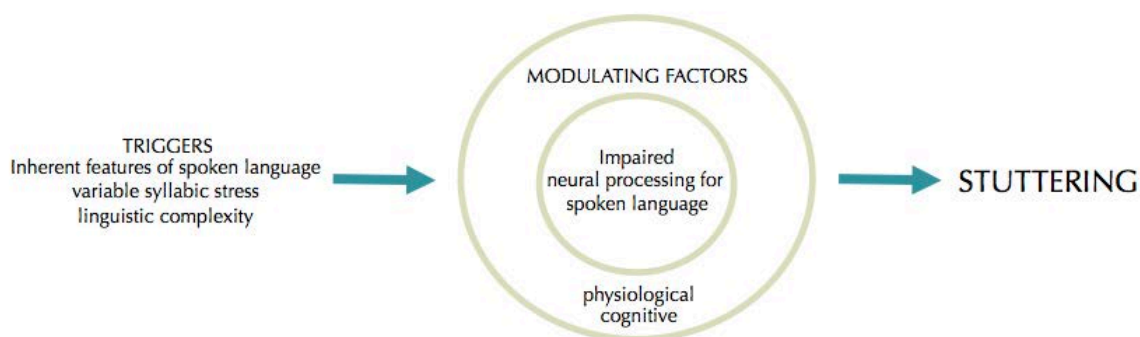 TRIGGERS
Inherent features of spoken language
variable syllabic stress
linguistic complexity
MODULATING FACTORS
Impaired
neural processing for
spoken language
physiological
cognitive
STUTTERING